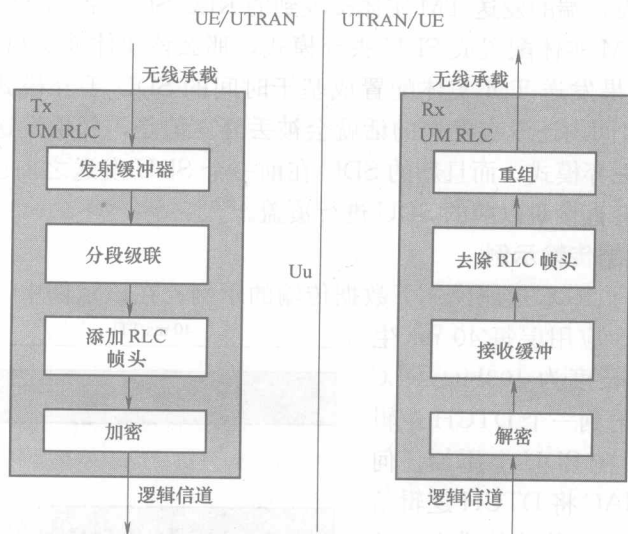 UE/UTRAN
UTRAN/UE
无线承载
Tx
UM RLC
发射缓冲器
分段级联
添加 RLC
帧头
加密
逻辑信道
Uu
无线承载
Rx
UM RLC
重组
去除 RLC 帧头
接收缓冲
解密
逻辑信道